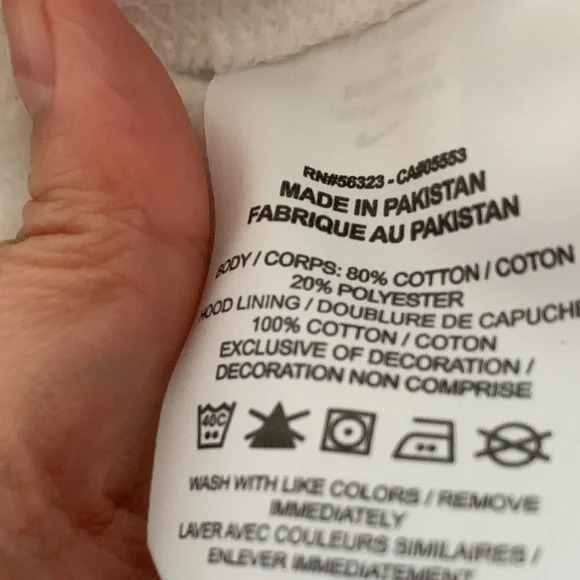 RN#56323 - CA#05553
MADE IN PAKISTAN
FABRIQUE AU PAKISTAN
BODY / CORPS: 80% COTTON / COTON
20% POLYESTER
HOOD LINING / DOUBLURE DE CAPUCHE
100% COTTON / COTON
EXCLUSIVE OF DECORATION /
DECORATION NON COMPRISE
40C
WASH WITH LIKE COLORS / REMOVE
IMMEDIATELY
LAVER AVEC COULEURS SIMILAIRES /
ENLEVER IMMEDIATEMENT